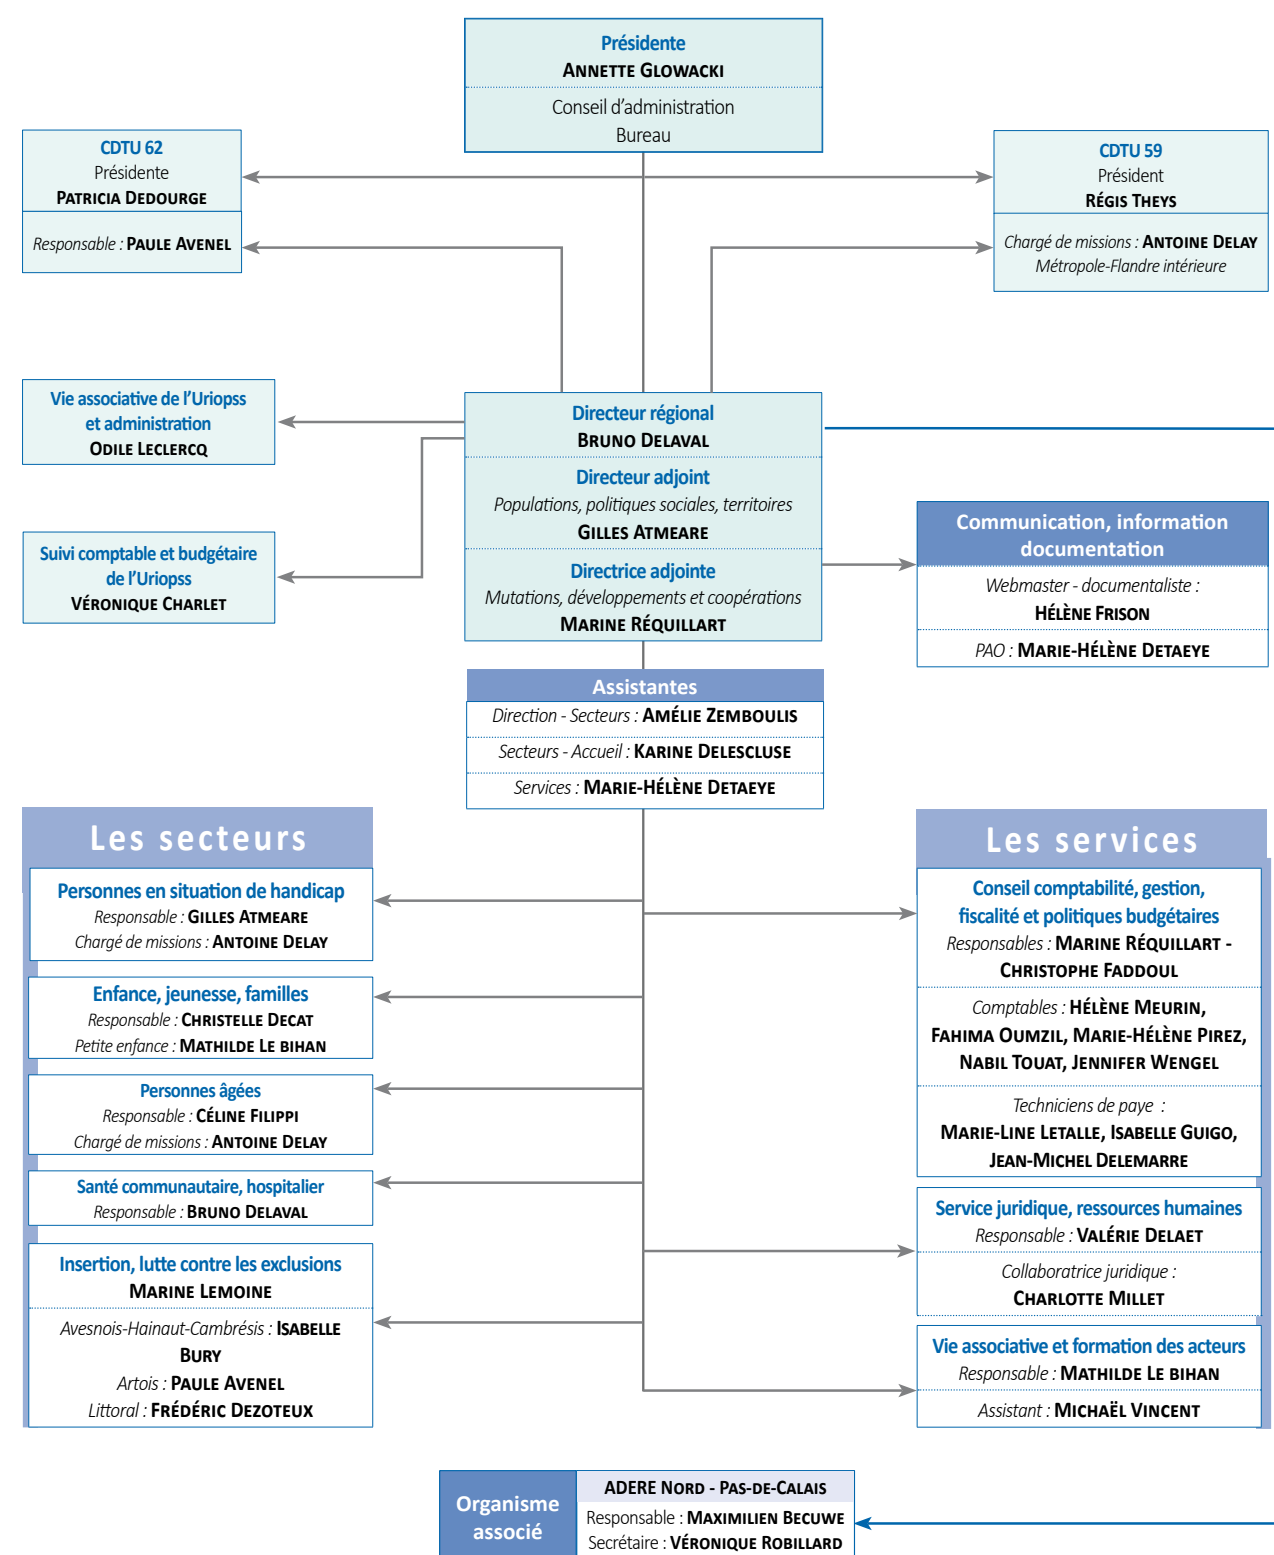 Présidente
Annette Glowacki
Conseil d’administration
Bureau
CDTU 62
Présidente
Patricia Dedourge
Responsable : Paule Avenel
CDTU 59
Président
Régis Theys
Chargé de missions : Antoine Delay
Métropole-Flandre intérieure
Vie associative de l’Uriopss
et administration
Odile Leclercq
Suivi comptable et budgétaire
de l’Uriopss
Véronique Charlet
Directeur régional
Bruno Delaval
Directeur adjoint
Populations, politiques sociales, territoires
Gilles Atmeare
Directrice adjointe
Mutations, développements et coopérations
Marine Réquillart
Communication, information
documentation
Webmaster - documentaliste :
Hélène Frison
PAO : Marie-Hélène Detaeye
Assistantes
Direction - Secteurs : Amélie Zemboulis
Secteurs - Accueil : Karine Delescluse
Services : Marie-Hélène Detaeye
Les secteurs
Personnes en situation de handicap
Responsable : Gilles Atmeare
Chargé de missions : Antoine Delay
Enfance, jeunesse, familles
Responsable : Christelle Decat
Petite enfance : Mathilde Le bihan
Personnes âgées
Responsable : Céline Filippi
Chargé de missions : Antoine Delay
Santé communautaire, hospitalier
Responsable : Bruno Delaval
Insertion, lutte contre les exclusions
Marine Lemoine
Avesnois-Hainaut-Cambrésis : Isabelle
Bury
Artois : Paule Avenel
Littoral : Frédéric Dezoteux
Les services
Conseil comptabilité, gestion,
fiscalité et politiques budgétaires
Responsables : Marine Réquillart -
Christophe Faddoul
Comptables : Hélène Meurin,
Fahima Oumzil, Marie-Hélène Pirez,
Nabil Touat, Jennifer Wengel
Techniciens de paye :
Marie-Line Letalle, Isabelle Guigo,
Jean-Michel Delemarre
Service juridique, ressources humaines
Responsable : Valérie Delaet
Collaboratrice juridique :
Charlotte Millet
Vie associative et formation des acteurs
Responsable : Mathilde Le bihan
Assistant : Michaël Vincent
Organisme
associé
ADERE Nord - Pas-de-Calais
Responsable : Maximilien Becuwe
Secrétaire : Véronique Robillard